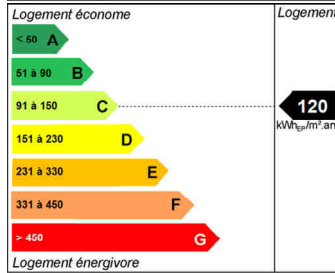 Logement économe
Logement
< 50 A
51 à 90 B
91 à 150 C
120
kWhEP/m².an
151 à 230 D
231 à 330 E
331 à 450 F
> 450 G
Logement énergivore